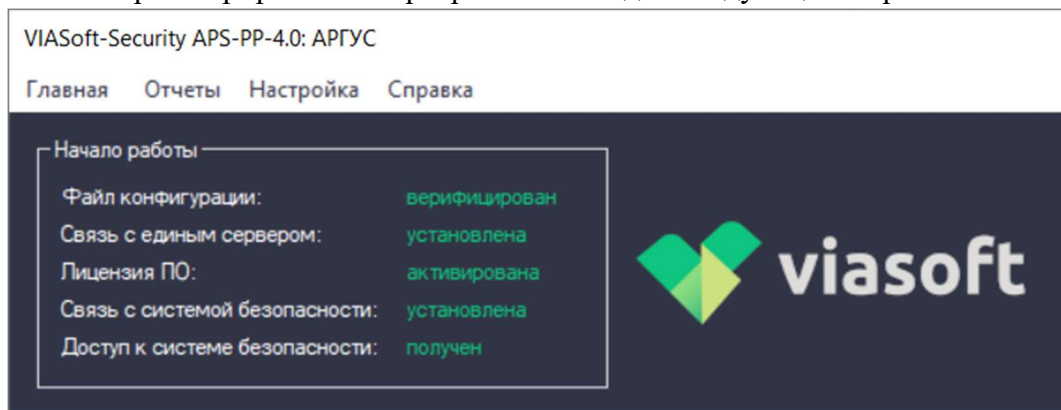 VIASoft-Security APS-PP-4.0: АРГУС
Главная Отчеты Настройка Справка
Начало работы
Файл конфигурации: верифицирован
Связь с единым сервером: установлена
Лицензия ПО: активирована
Связь с системой безопасности: установлена
Доступ к системе безопасности: получен
viasoft